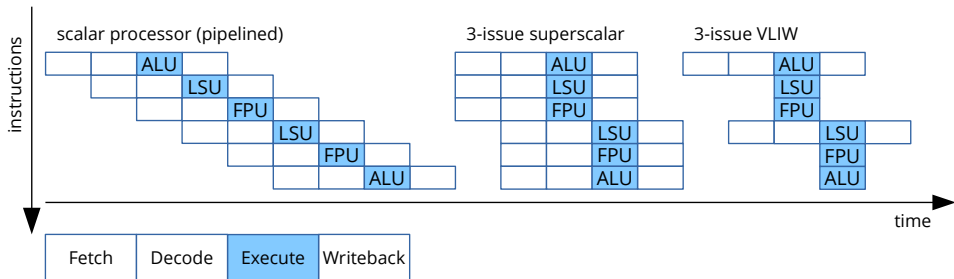 instructions
scalar processor (pipelined)
ALU
LSU
FPU
LSU
FPU
ALU
3-issue superscalar
ALU
LSU
FPU
LSU
FPU
ALU
3-issue VLIW
ALU
LSU
FPU
LSU
FPU
ALU
time
Fetch Decode Execute Writeback